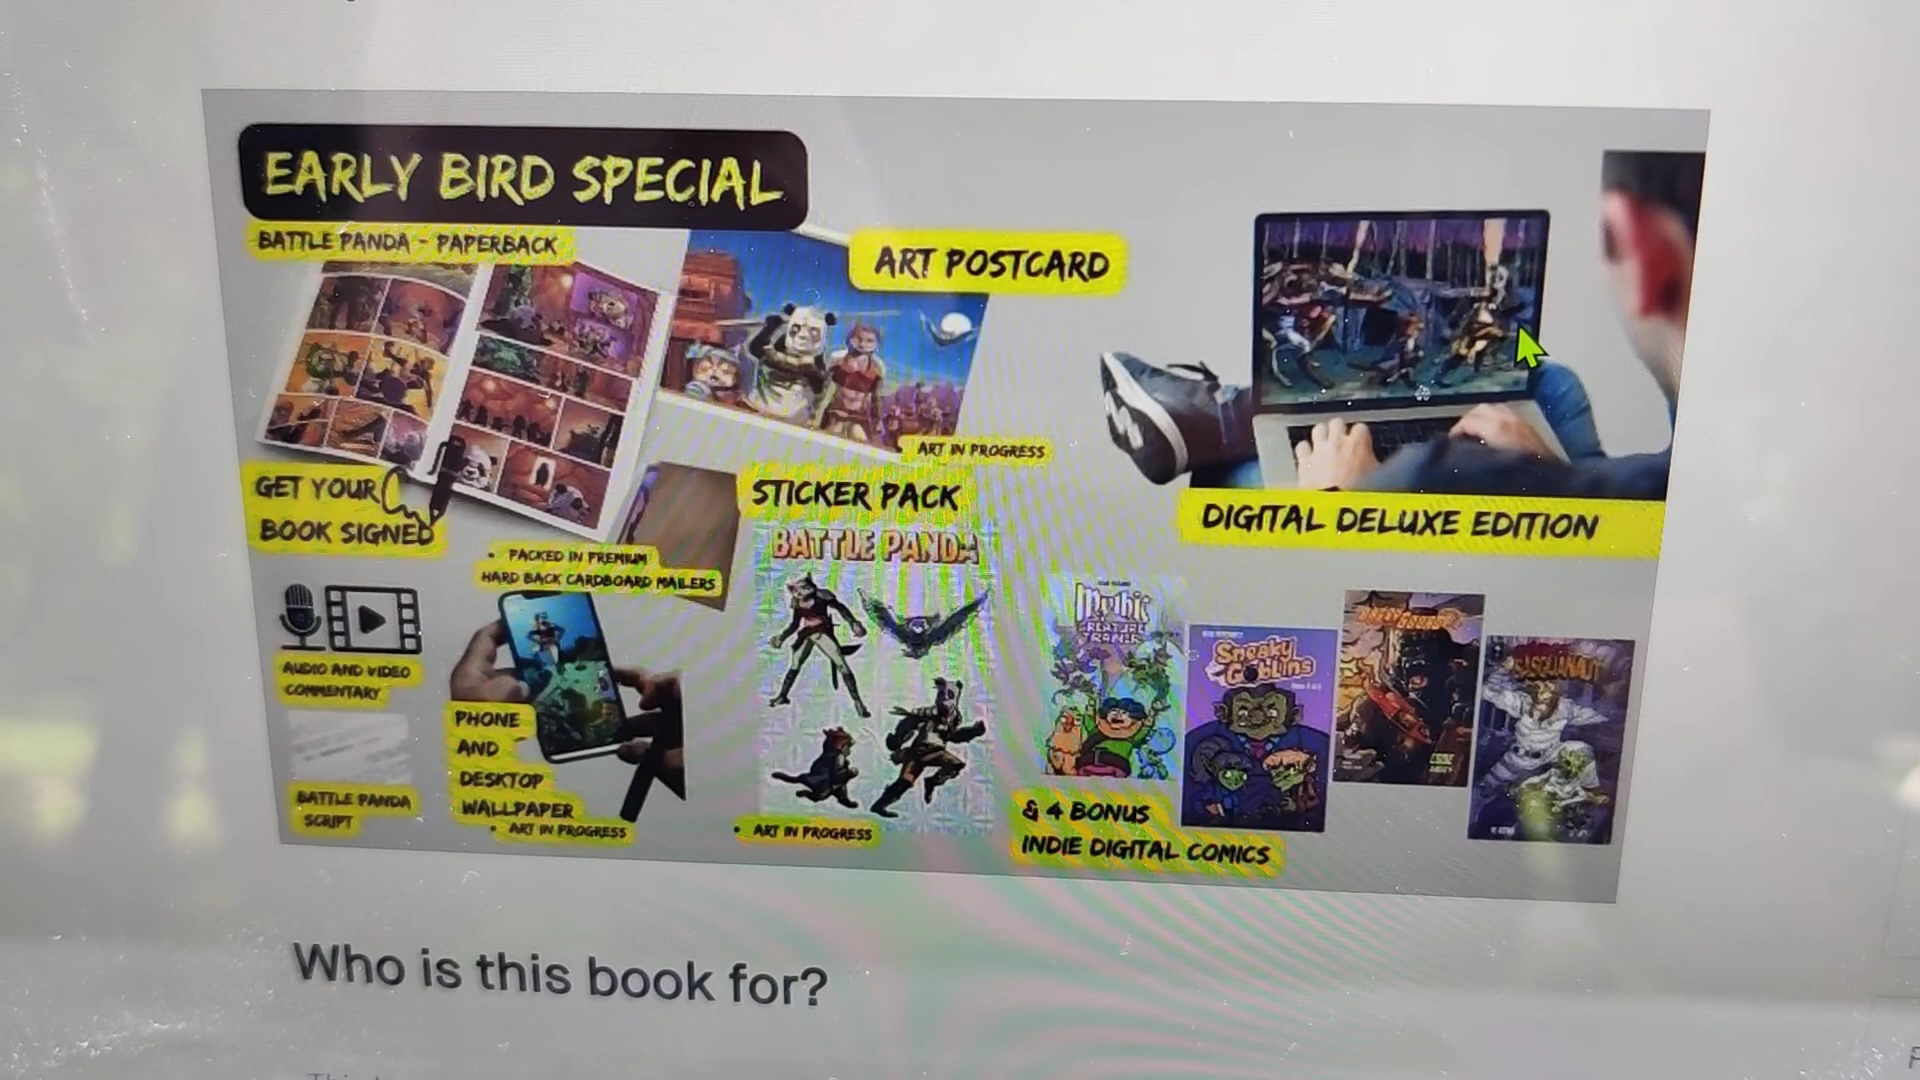 EARLY BIRD SPECIAL
BATTLE PANDA - PAPERBACK
ART POSTCARD
ART IN PROGRESS
GET YOUR
BOOK SIGNED
STICKER PACK
BATTLE PANDA
DIGITAL DELUXE EDITION
• PACKED IN PREMIUM
HARD BACK CARDBOARD MAILERS
AUDIO AND VIDEO
COMMENTARY
PHONE
AND
DESKTOP
WALLPAPER
• ART IN PROGRESS
BATTLE PANDA
SCRIPT
• ART IN PROGRESS
Mythic
CREATURE
TRAINER
Sneaky
Goblins
SASQUANAUT
& 4 BONUS
INDIE DIGITAL COMICS
Who is this book for?